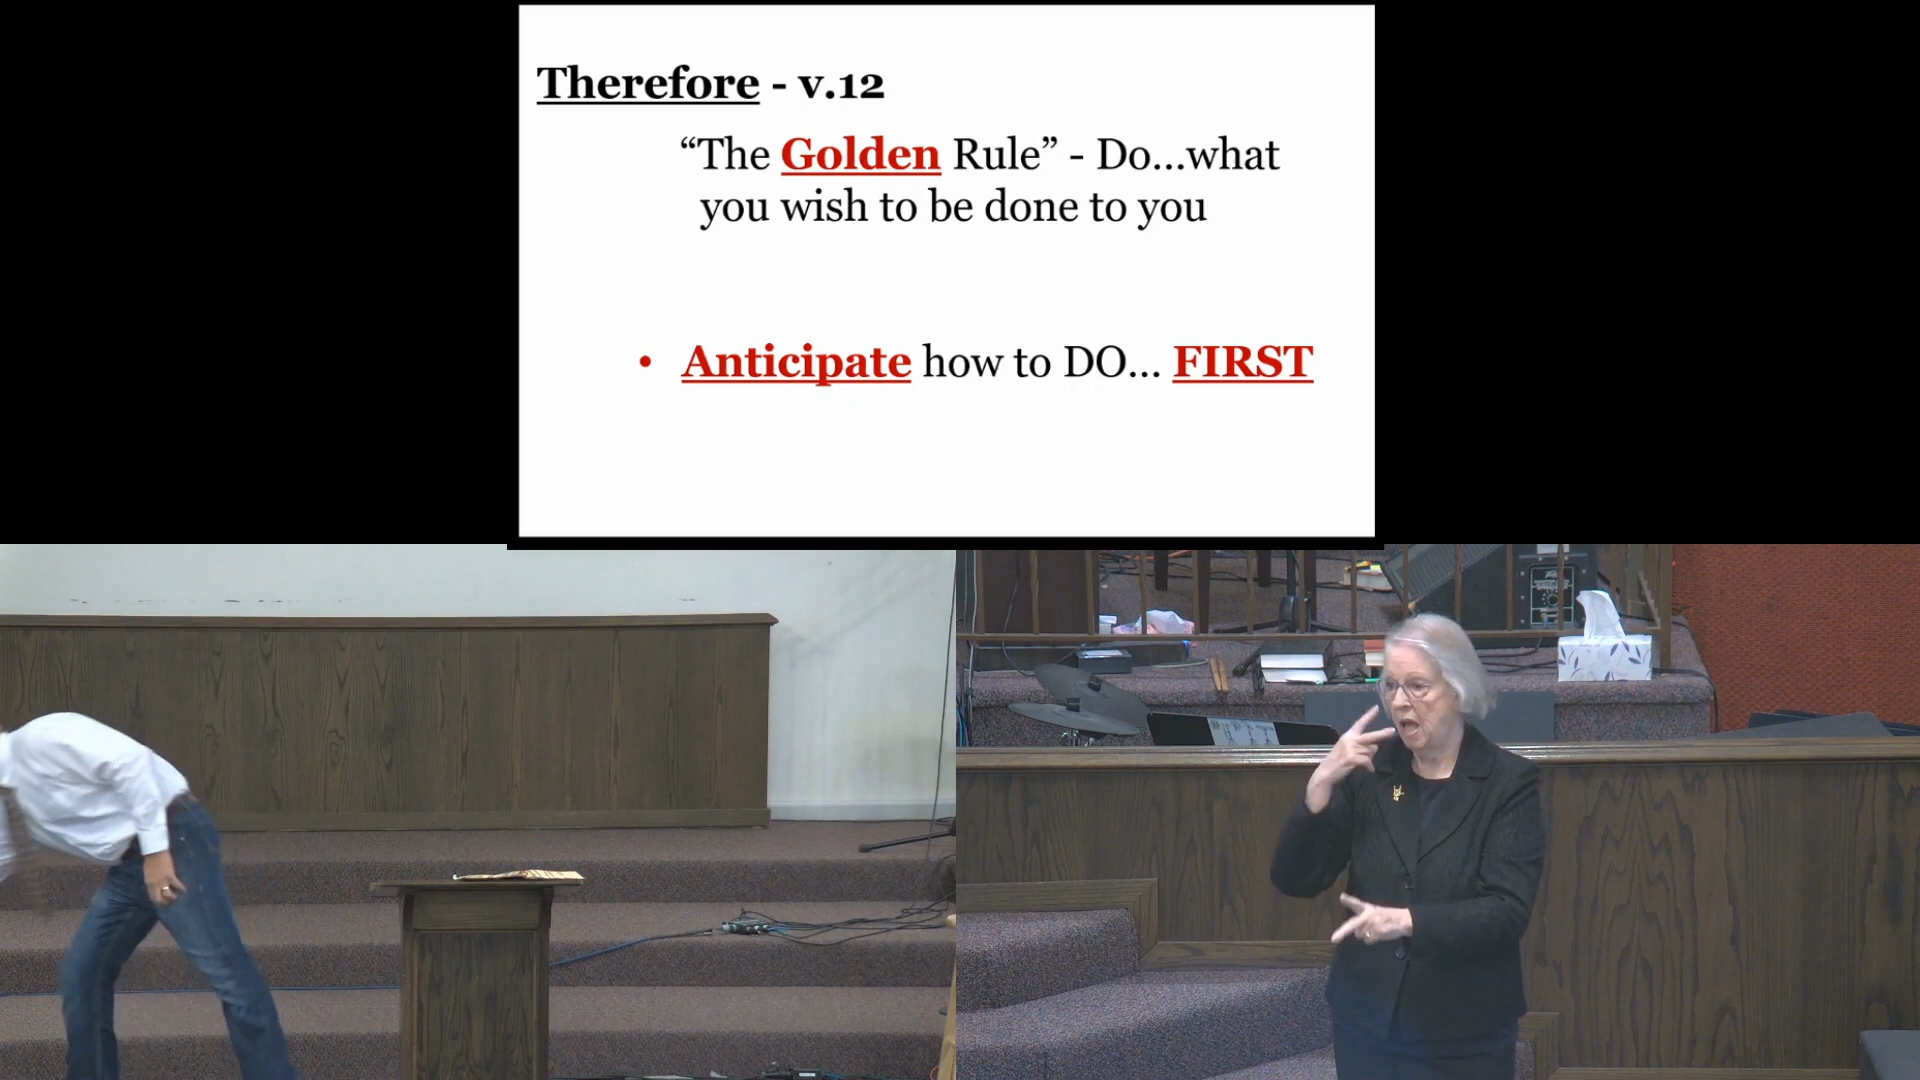 Therefore - v.12
“The Golden Rule” - Do...what
you wish to be done to you
• Anticipate how to DO... FIRST